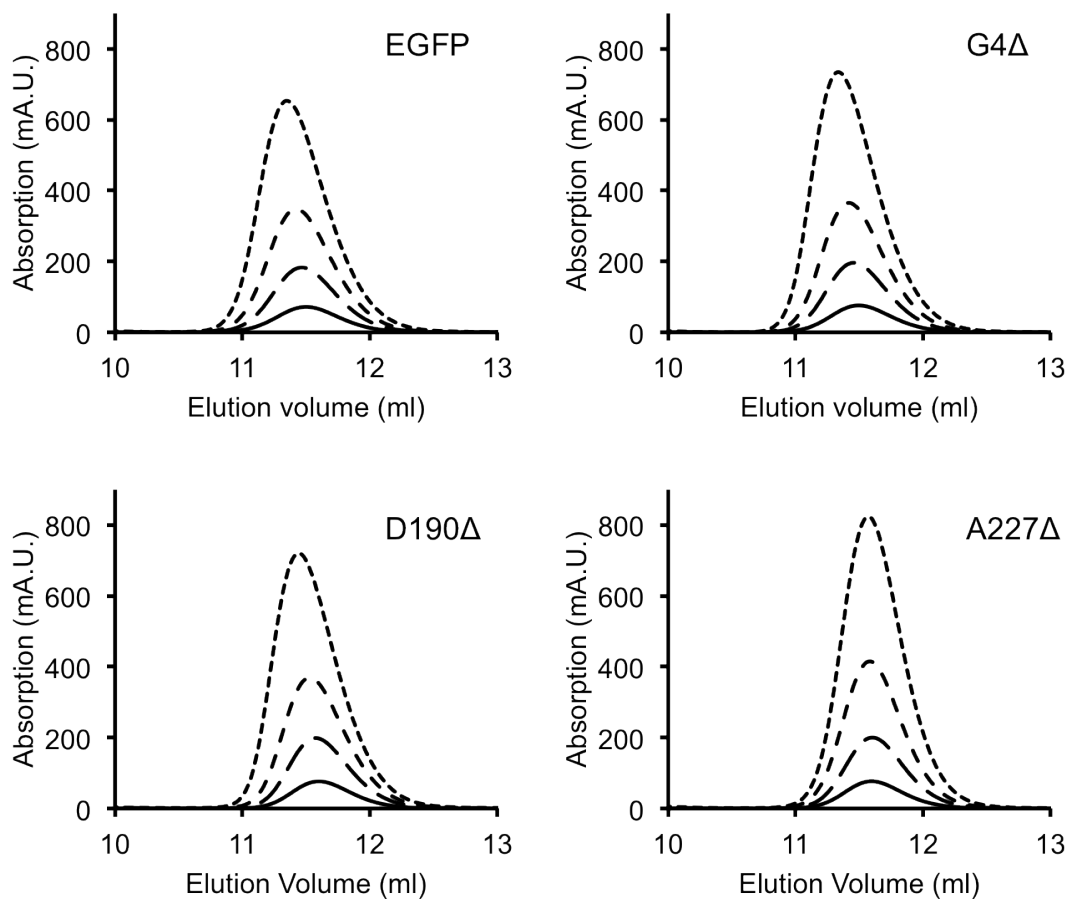 EGFP
Absorption (mA.U.)
800
600
400
200
0
10 11 12 13
Elution volume (ml)
G4Δ
Absorption (mA.U.)
800
600
400
200
0
10 11 12 13
Elution volume (ml)
D190Δ
Absorption (mA.U.)
800
600
400
200
0
10 11 12 13
Elution Volume (ml)
A227Δ
Absorption (mA.U.)
800
600
400
200
0
10 11 12 13
Elution Volume (ml)